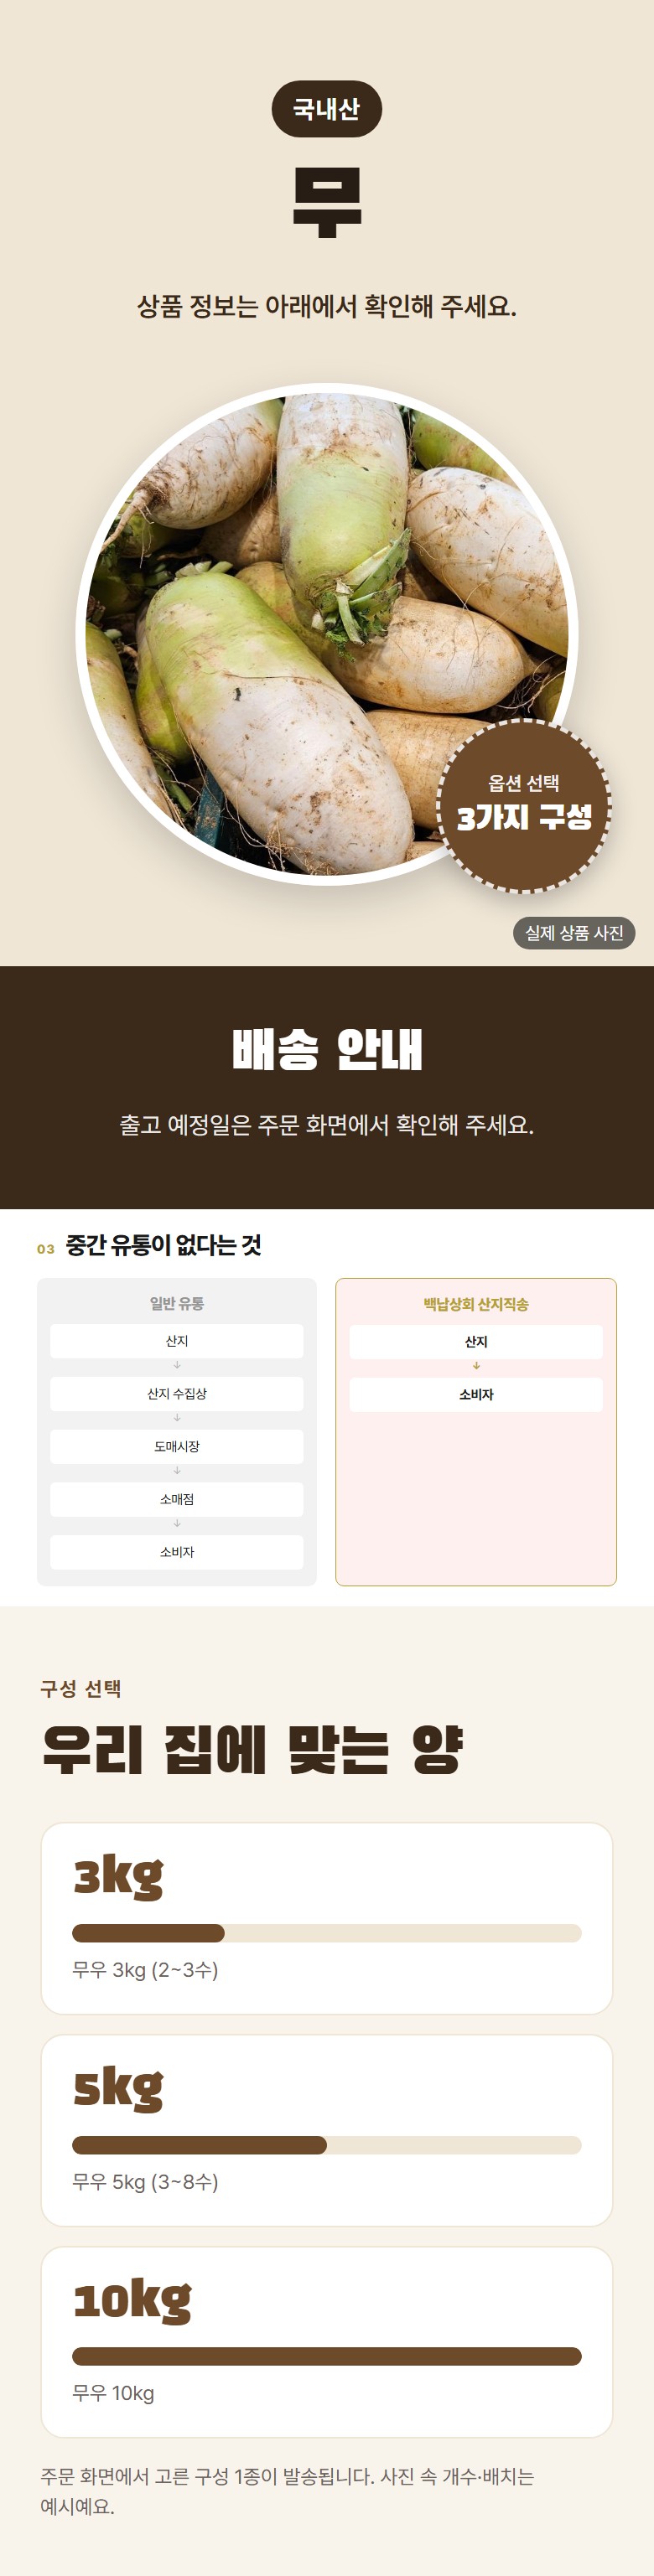 국내산
무
상품 정보는 아래에서 확인해 주세요.
옵션 선택
3가지 구성
실제 상품 사진
배송 안내
출고 예정일은 주문 화면에서 확인해 주세요.
03 중간 유통이 없다는 것
일반 유통
산지
↓
산지 수집상
↓
도매시장
↓
소매점
↓
소비자
백납상회 산지직송
산지
↓
소비자
구성 선택
우리 집에 맞는 양
3kg
무우 3kg (2~3수)
5kg
무우 5kg (3~8수)
10kg
무우 10kg
주문 화면에서 고른 구성 1종이 발송됩니다. 사진 속 개수·배치는
예시예요.